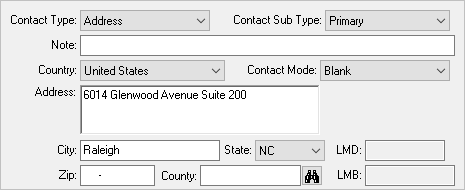 Contact Type: Address Contact Sub Type: Primary
Note:
Country: United States Contact Mode: Blank
Address: 6014 Glenwood Avenue Suite 200
City: Raleigh State: NC LMD:
Zip: - County: LMB: